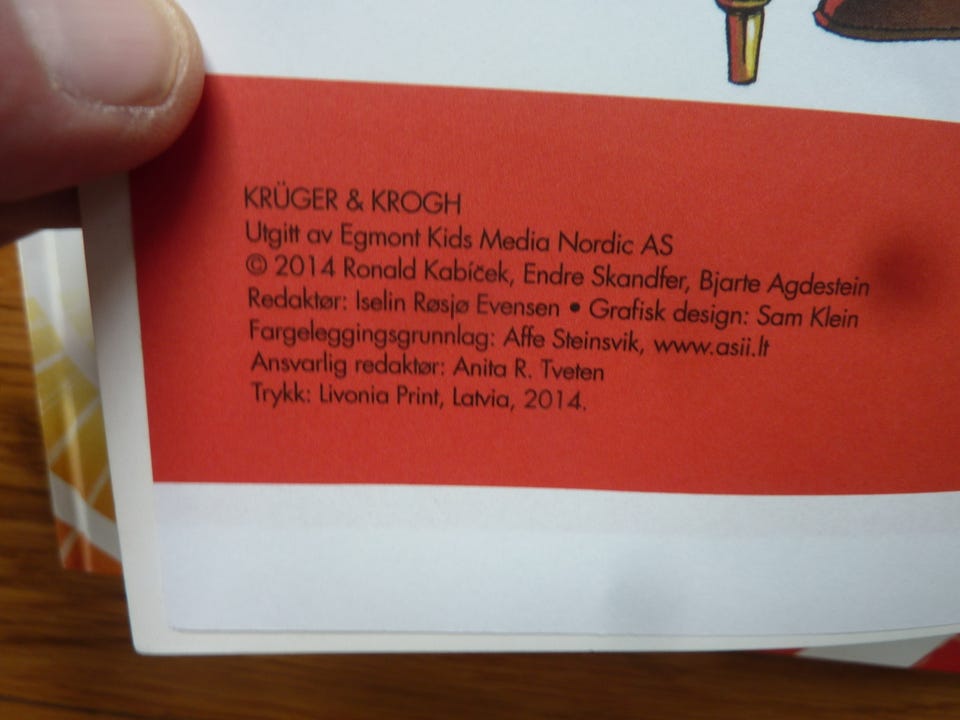 KRÜGER & KROGH
Utgitt av Egmont Kids Media Nordic AS
© 2014 Ronald Kabíček, Endre Skandfer, Bjarte Agdestein
Redaktør: Iselin Røsjø Evensen • Grafisk design: Sam Klein
Fargeleggingsgrunnlag: Affe Steinsvik, www.asii.lt
Ansvarlig redaktør: Anita R. Tveten
Trykk: Livonia Print, Latvia, 2014.